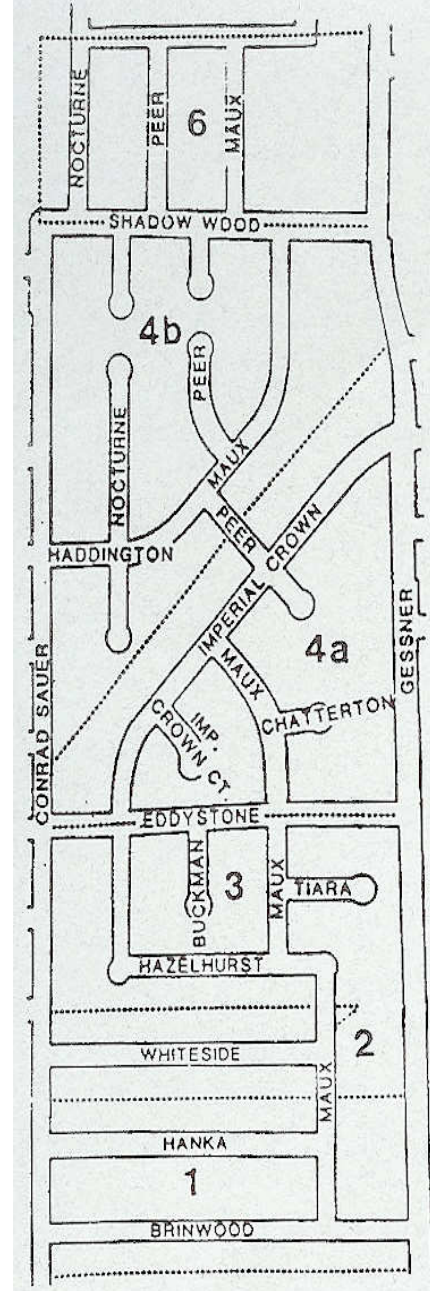 NOCTURNE
PEER
6
MAUX
SHADOW WOOD
4b
PEER
NOCTURNE
MAUX
HADDINGTON
PEER
IMPERIAL CROWN
4a
GESSNER
MAUX
CHATTERTON
IMP.
CROWN CT.
CONRAD SAUER
EDDYSTONE
BUCKMAN
3
MAUX
TIARA
HAZELHURST
2
WHITESIDE
MAUX
HANKA
1
BRINWOOD